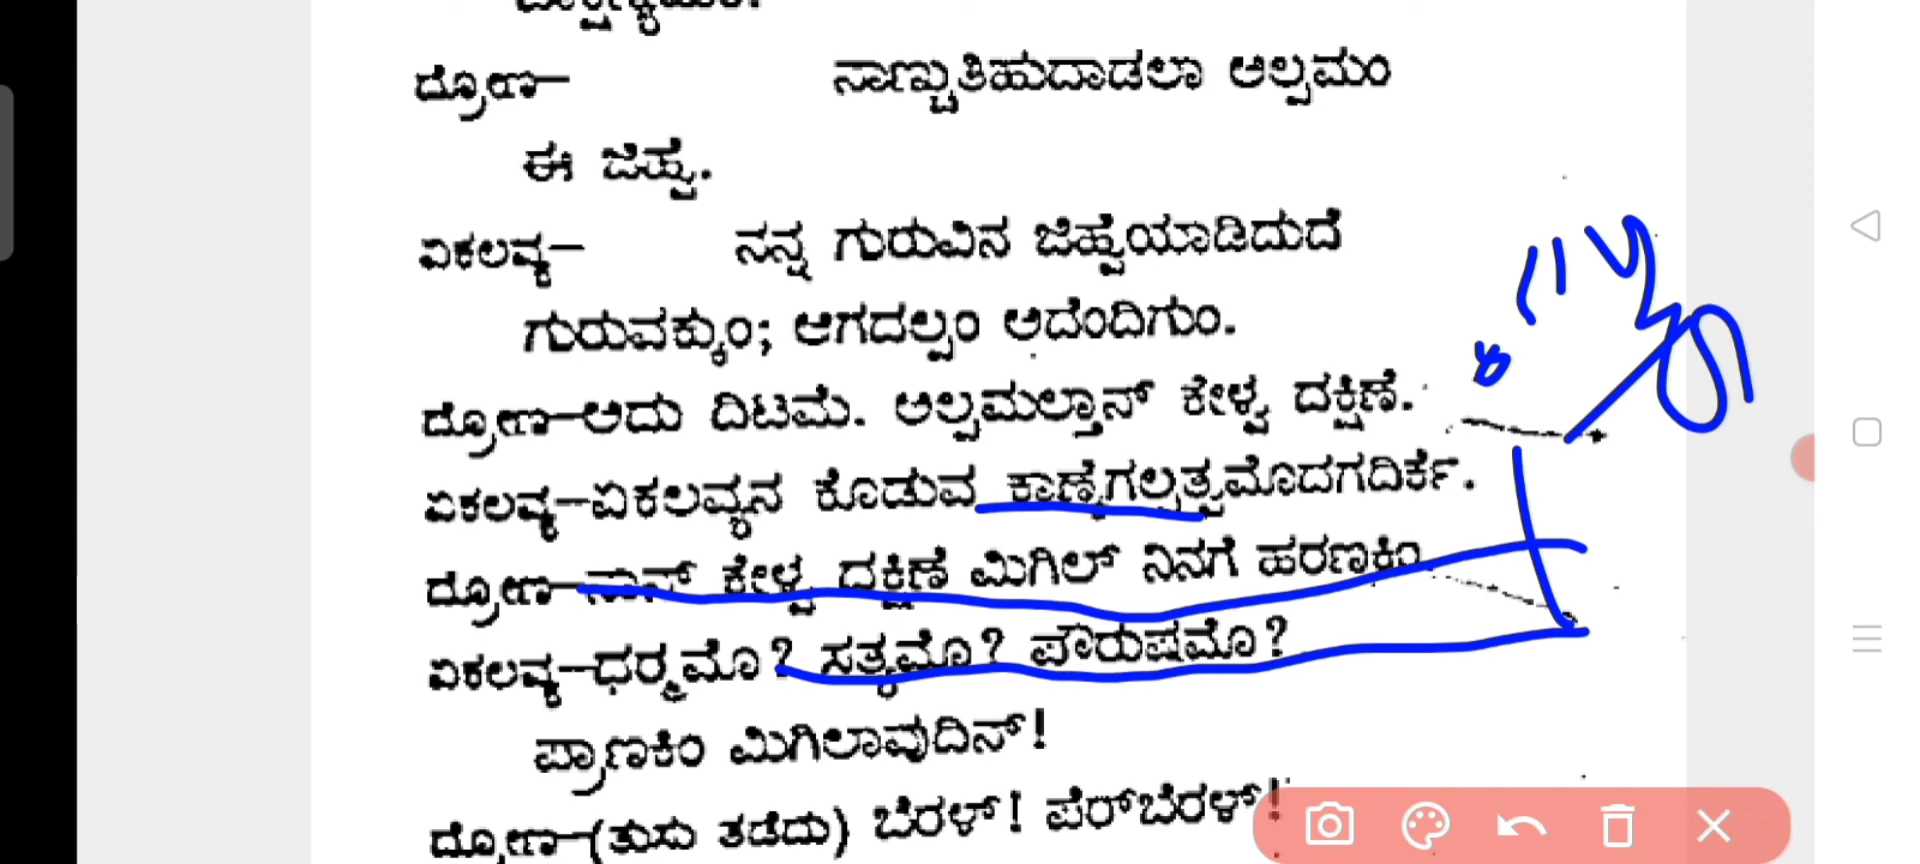 ದ್ರೋಣ— ನಾಣ್ಚುತಿಹುದಾಡಲಾ ಅಲ್ಪಮಂ
ಈ ಜಿಹ್ವೆ.
ಏಕಲವ್ಯ— ನನ್ನ ಗುರುವಿನ ಜಿಹ್ವೆಯಾಡಿದುದೆ
ಗುರುವಕ್ಕುಂ; ಆಗದಲ್ಪಂ ಅದೆಂದಿಗುಂ.
ದ್ರೋಣ—ಅದು ದಿಟಮೆ. ಅಲ್ಪಮಲ್ತಾನ್ ಕೇಳ್ವ ದಕ್ಷಿಣೆ.
ಏಕಲವ್ಯ—ಏಕಲವ್ಯನ ಕೊಡುವ ಕಾಣ್ಕೆಗಲ್ಪತ್ವಮೊದಗದಿರ್ಕೆ.
ದ್ರೋಣ—ನಾನ್ ಕೇಳ್ವ ದಕ್ಷಿಣೆ ಮಿಗಿಲ್ ನಿನಗೆ ಹರಣಕಿಂ
ಏಕಲವ್ಯ—ಧರ್ಮಮೊ? ಸತ್ಯಮೊ? ಪೌರುಷಮೊ?
ಪ್ರಾಣಕಿಂ ಮಿಗಿಲಾವುದಿನ್!
ದ್ರೋಣ—(ತುಸು ತಡೆದು) ಬೆರಳ್! ಪೆರ್ಬೆರಳ್!